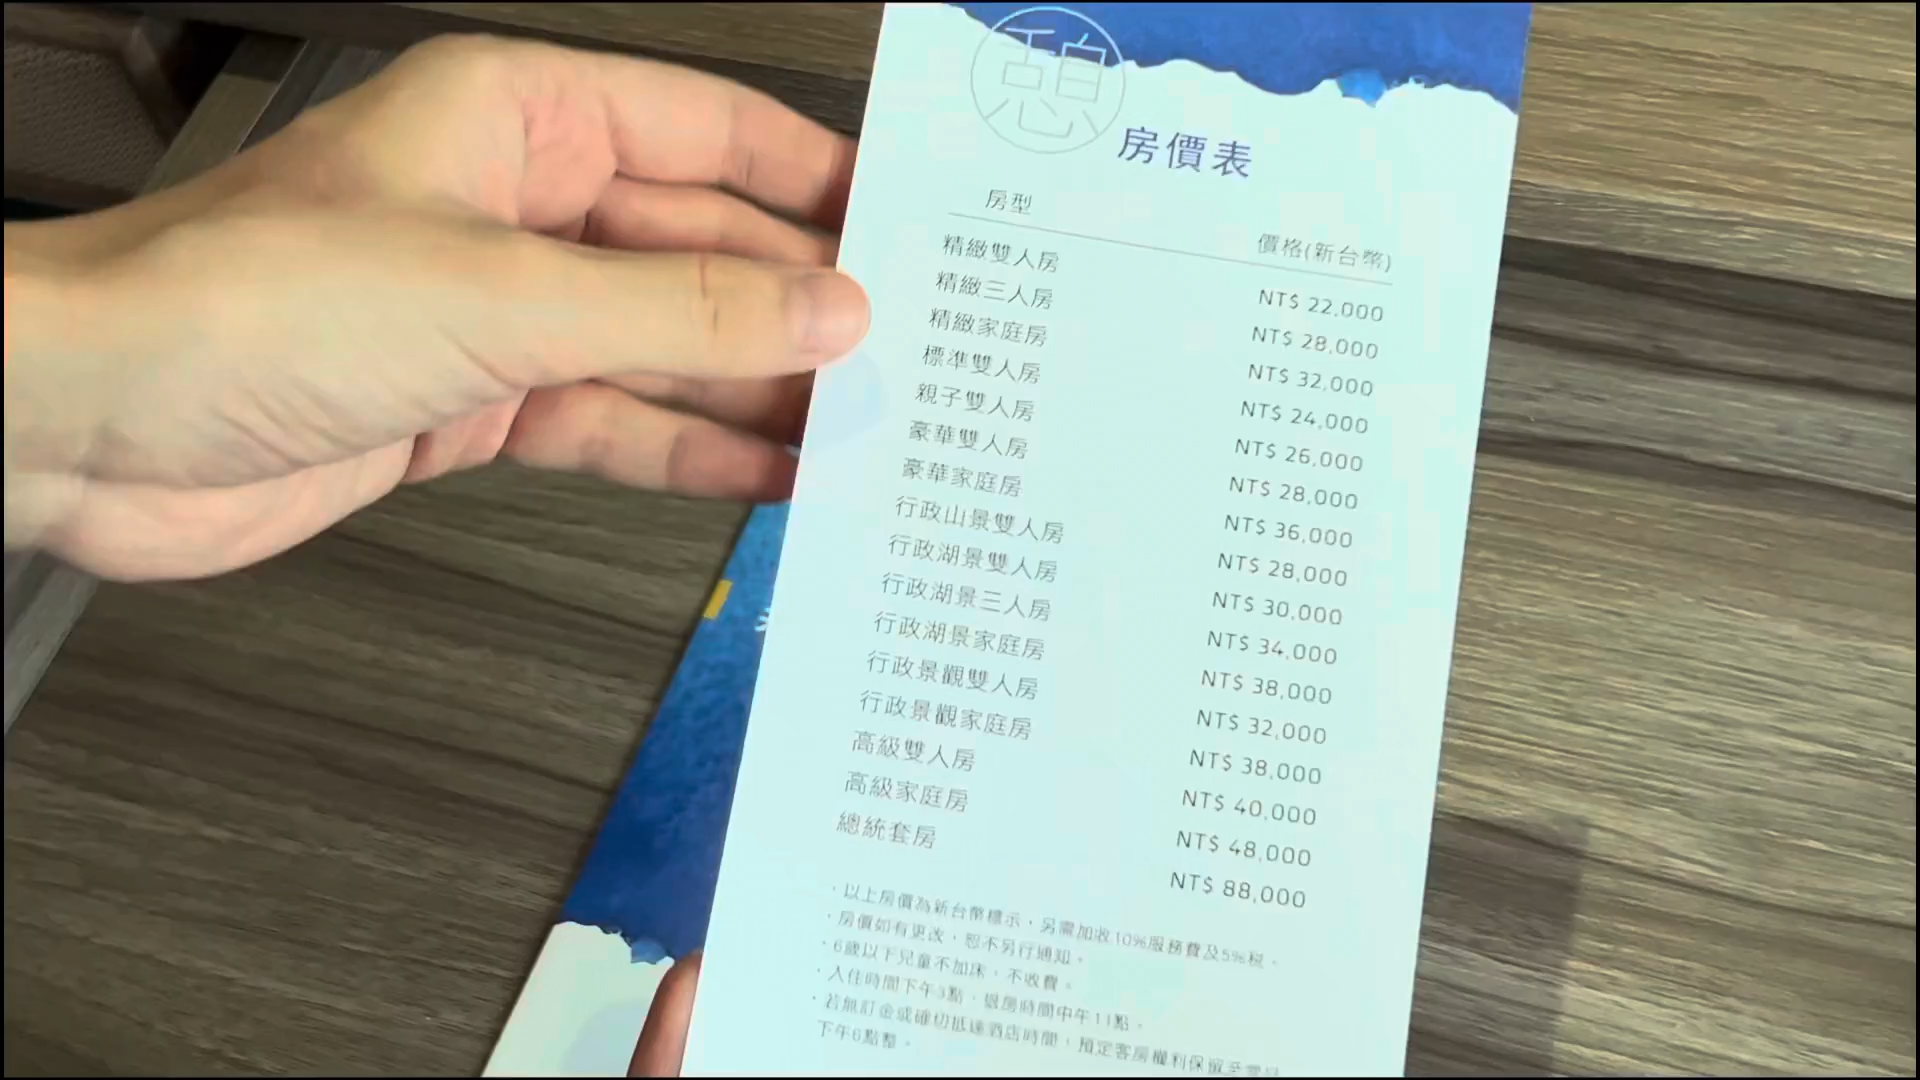 憩
房價表
房型 價格(新台幣)
精緻雙人房 NT$ 22,000
精緻三人房 NT$ 28,000
精緻家庭房 NT$ 32,000
標準雙人房 NT$ 24,000
親子雙人房 NT$ 26,000
豪華雙人房 NT$ 28,000
豪華家庭房 NT$ 36,000
行政山景雙人房 NT$ 28,000
行政湖景雙人房 NT$ 30,000
行政湖景三人房 NT$ 34,000
行政湖景家庭房 NT$ 38,000
行政景觀雙人房 NT$ 32,000
行政景觀家庭房 NT$ 38,000
高級雙人房 NT$ 40,000
高級家庭房 NT$ 48,000
總統套房 NT$ 88,000
· 以上房價為新台幣標示，另需加收10%服務費及5%稅。
· 房價如有更改，恕不另行通知。
· 6歲以下兒童不加床，不收費。
· 入住時間下午3點，退房時間中午11點。
· 若無訂金或確切抵達酒店時間，預定客房權利保留至當日
下午6點整。